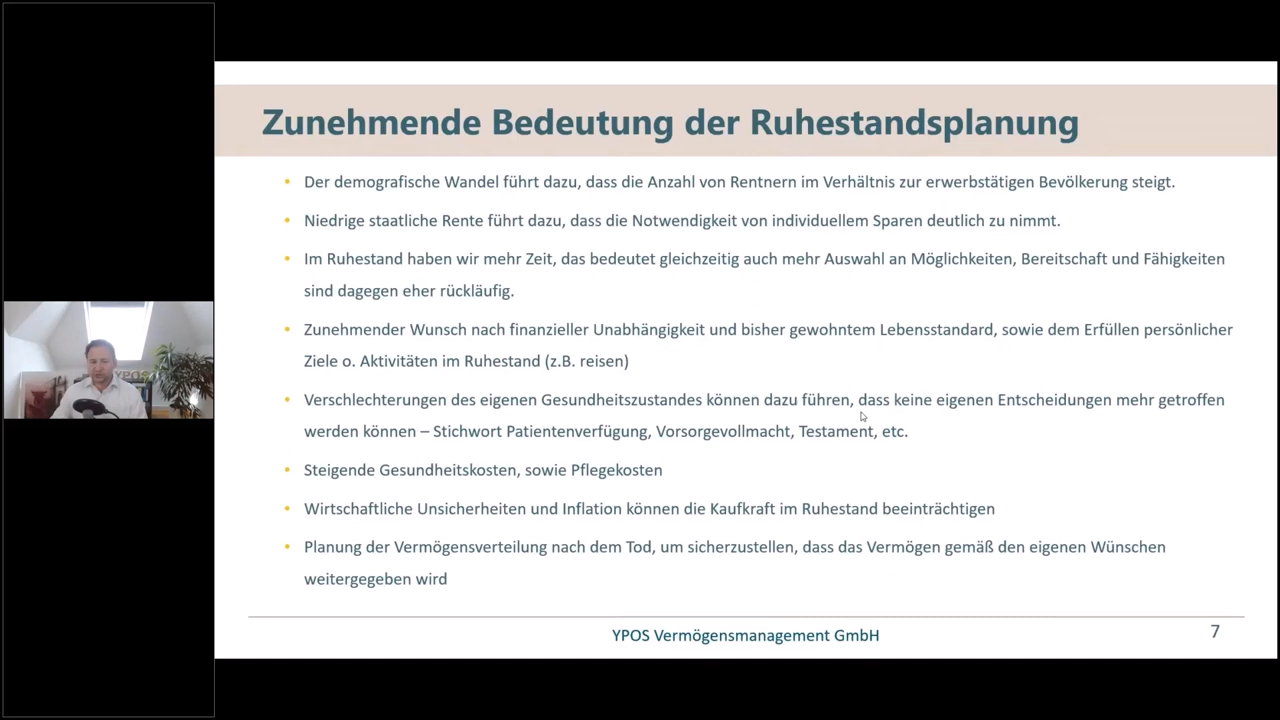 Zunehmende Bedeutung der Ruhestandsplanung
• Der demografische Wandel führt dazu, dass die Anzahl von Rentnern im Verhältnis zur erwerbstätigen Bevölkerung steigt.
• Niedrige staatliche Rente führt dazu, dass die Notwendigkeit von individuellem Sparen deutlich zu nimmt.
• Im Ruhestand haben wir mehr Zeit, das bedeutet gleichzeitig auch mehr Auswahl an Möglichkeiten, Bereitschaft und Fähigkeiten
sind dagegen eher rückläufig.
• Zunehmender Wunsch nach finanzieller Unabhängigkeit und bisher gewohntem Lebensstandard, sowie dem Erfüllen persönlicher
Ziele o. Aktivitäten im Ruhestand (z.B. reisen)
• Verschlechterungen des eigenen Gesundheitszustandes können dazu führen, dass keine eigenen Entscheidungen mehr getroffen
werden können – Stichwort Patientenverfügung, Vorsorgevollmacht, Testament, etc.
• Steigende Gesundheitskosten, sowie Pflegekosten
• Wirtschaftliche Unsicherheiten und Inflation können die Kaufkraft im Ruhestand beeinträchtigen
• Planung der Vermögensverteilung nach dem Tod, um sicherzustellen, dass das Vermögen gemäß den eigenen Wünschen
weitergegeben wird
YPOS Vermögensmanagement GmbH
7